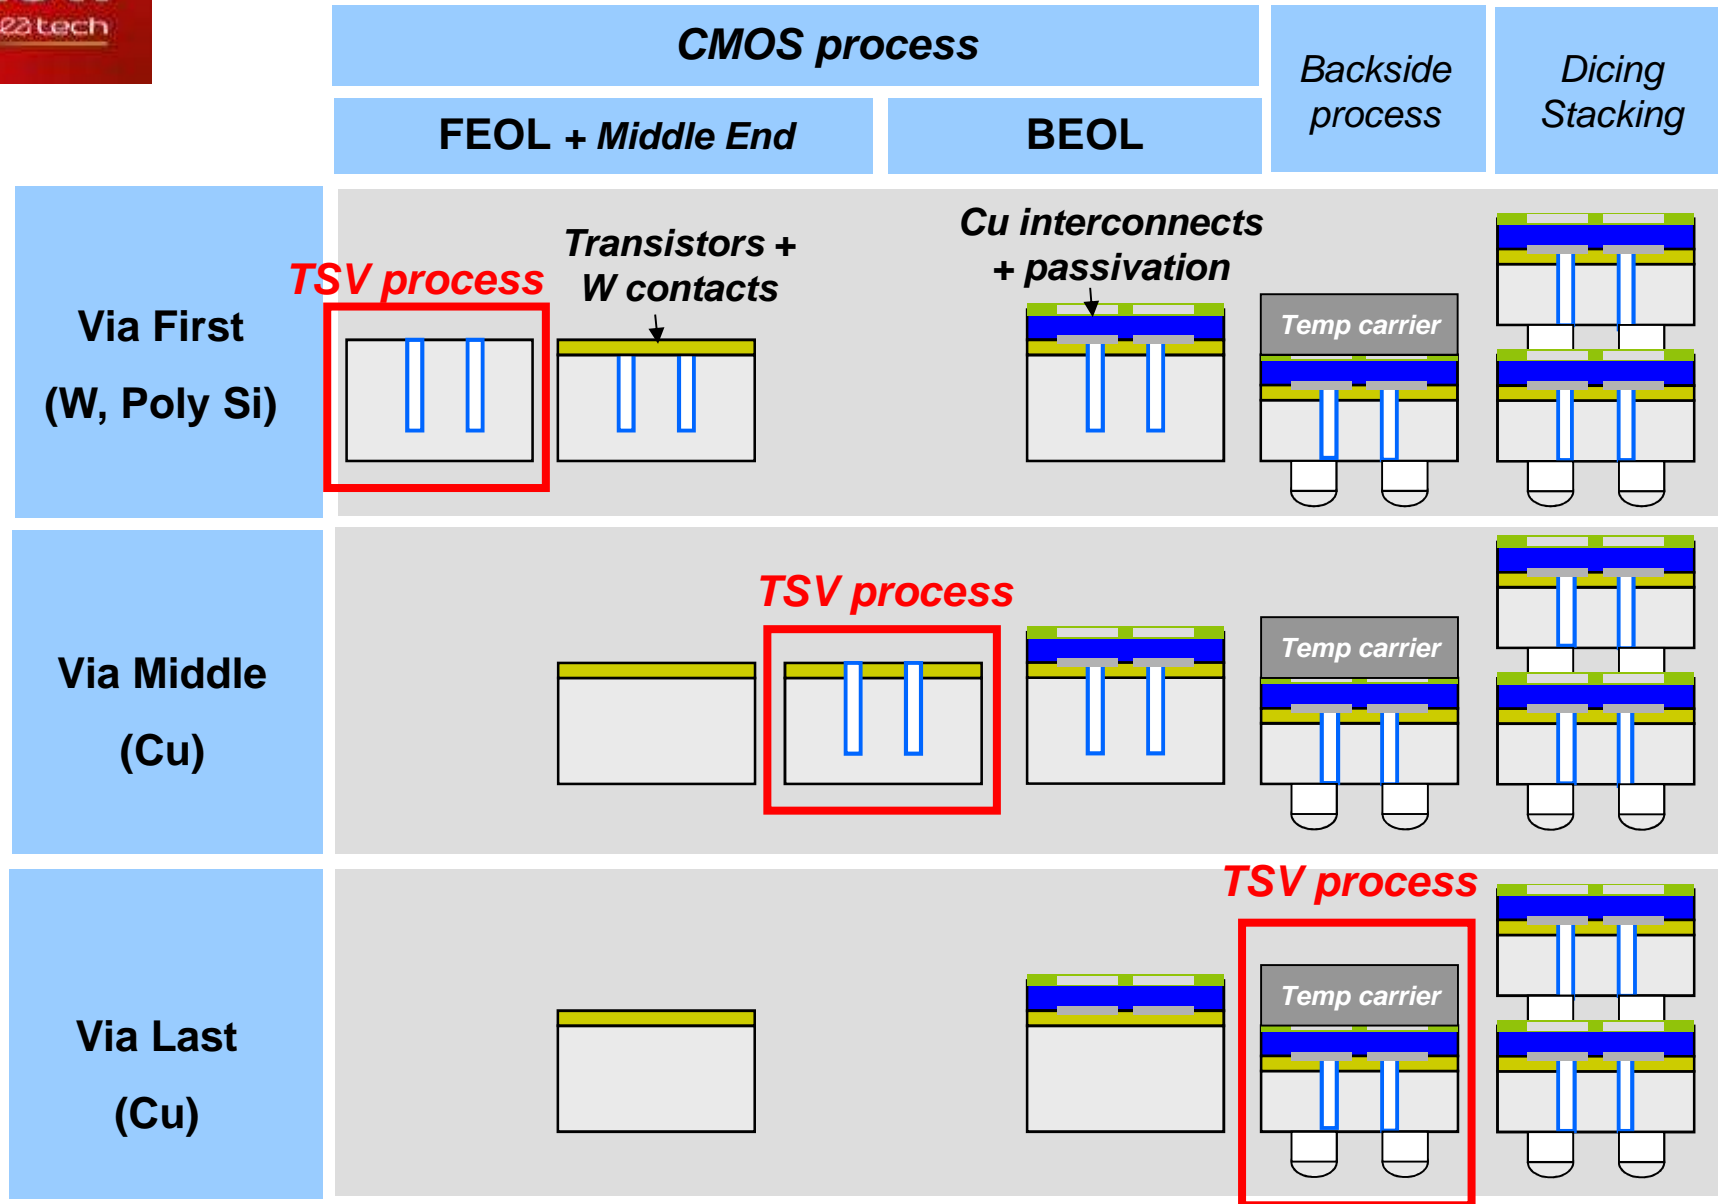 tech
CMOS process
Backside
process
Dicing
Stacking
FEOL + Middle End
BEOL
Via First
(W, Poly Si)
TSV process
Transistors +
W contacts
Cu interconnects
+ passivation
Temp carrier
Via Middle
(Cu)
TSV process
Temp carrier
Via Last
(Cu)
TSV process
Temp carrier